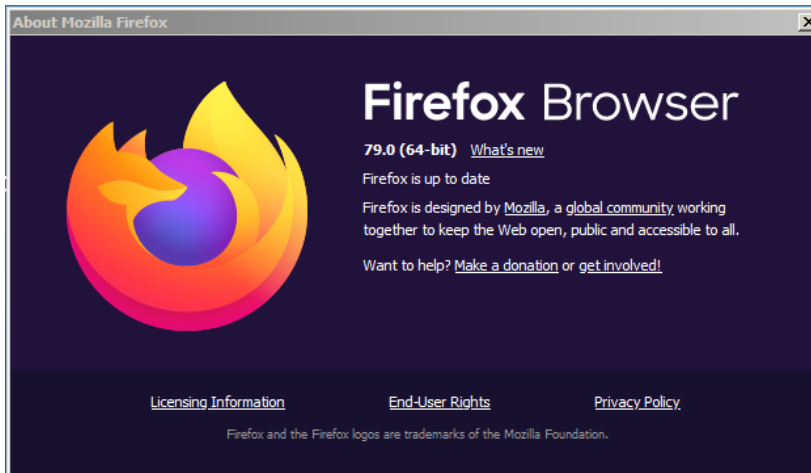 About Mozilla Firefox
Firefox Browser
79.0 (64-bit) What's new
Firefox is up to date
Firefox is designed by Mozilla, a global community working
together to keep the Web open, public and accessible to all.
Want to help? Make a donation or get involved!
Licensing Information End-User Rights Privacy Policy
Firefox and the Firefox logos are trademarks of the Mozilla Foundation.